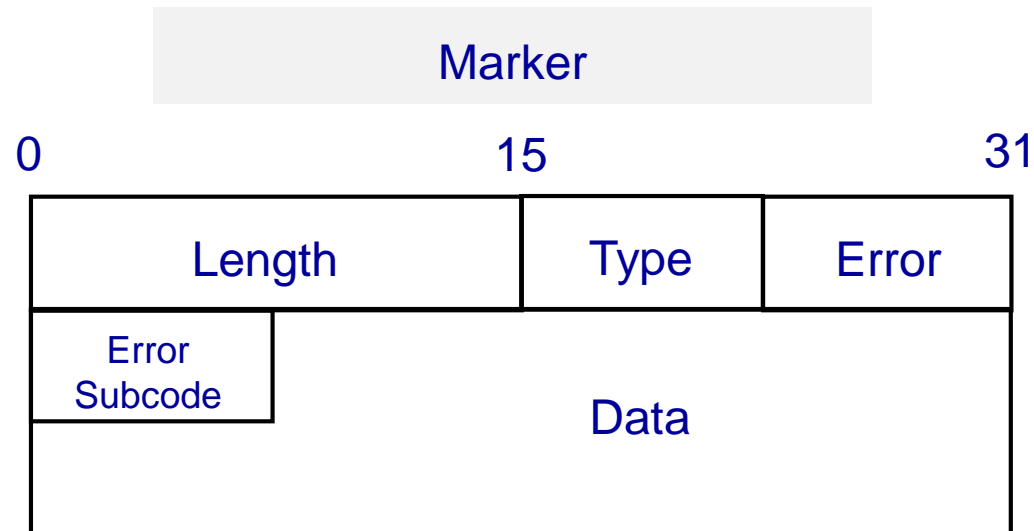 Marker
0 15 31
Length Type Error
Error
Subcode
Data